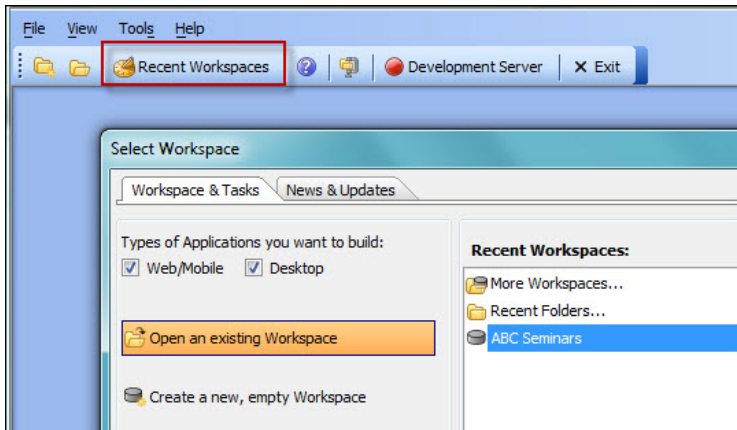 File View Tools Help
Recent Workspaces Development Server Exit
Select Workspace
Workspace & Tasks News & Updates
Types of Applications you want to build:
Web/Mobile Desktop
Open an existing Workspace
Create a new, empty Workspace
Recent Workspaces:
More Workspaces...
Recent Folders...
ABC Seminars